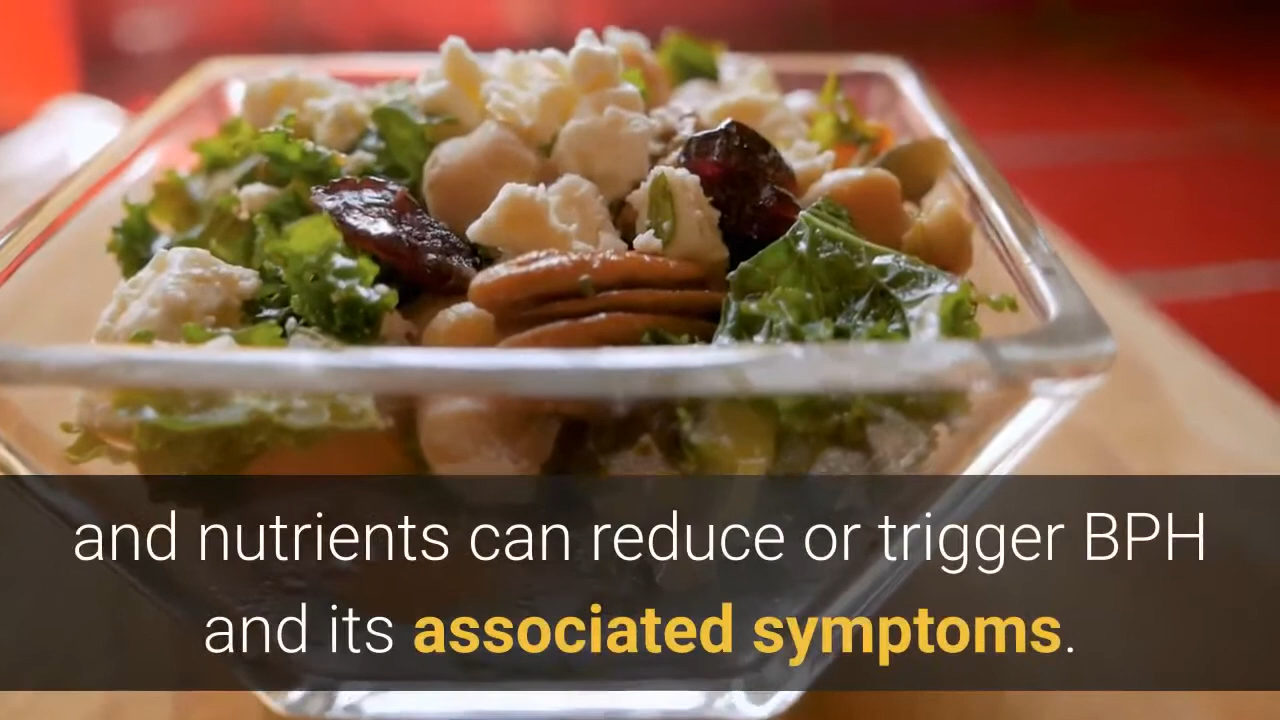 and nutrients can reduce or trigger BPH
and its associated symptoms.